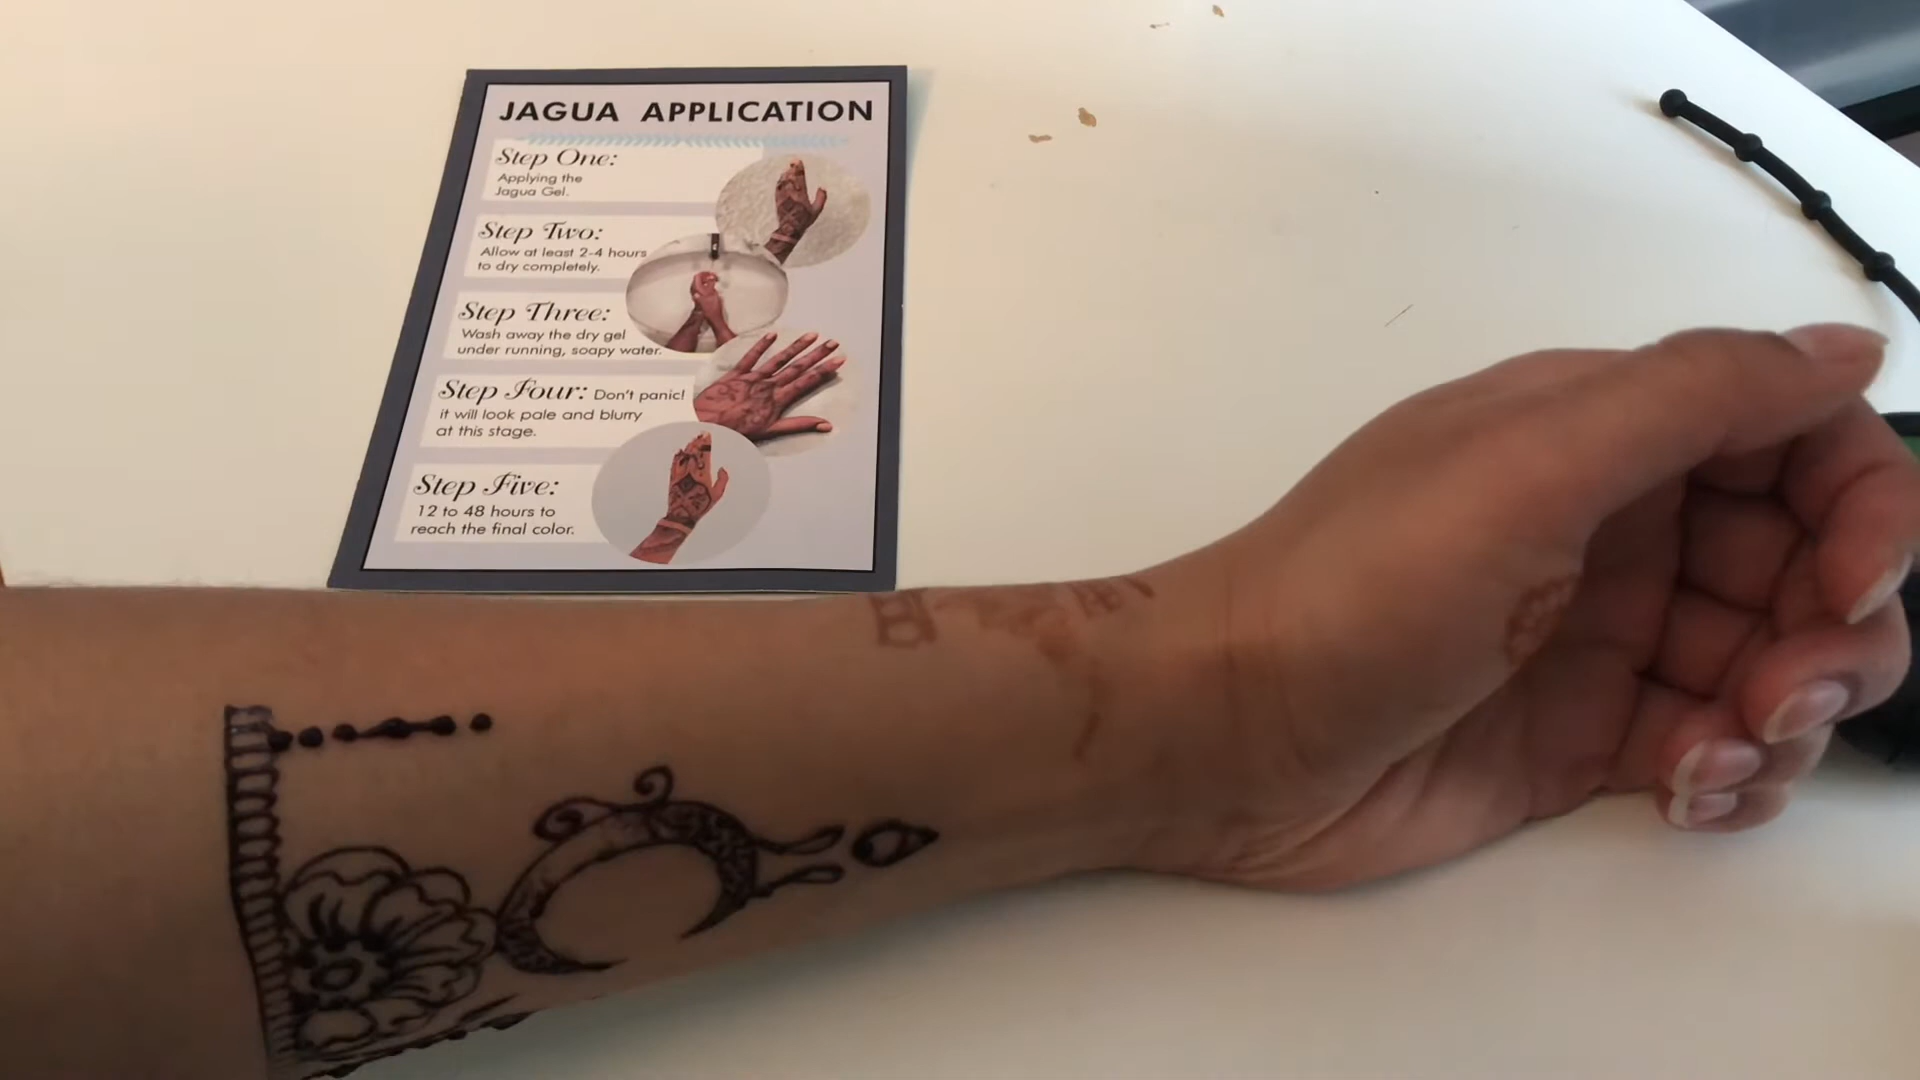 JAGUA APPLICATION
Step One:
Applying the
Jagua Gel.
Step Two:
Allow at least 2-4 hours
to dry completely.
Step Three:
Wash away the dry gel
under running, soapy water.
Step Four: Don't panic!
it will look pale and blurry
at this stage.
Step Five:
12 to 48 hours to
reach the final color.